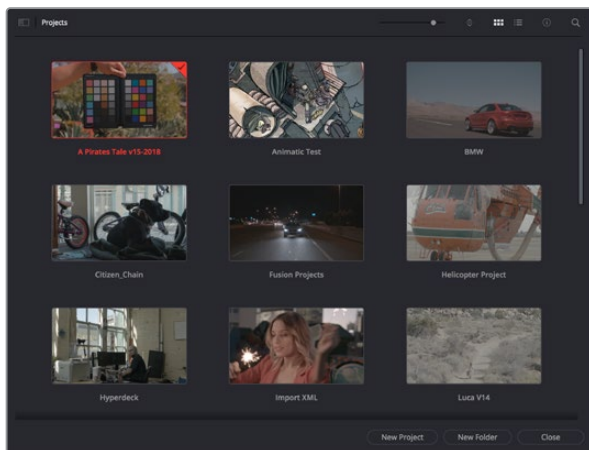 Projects
A Pirates Tale v15-2018
Animatic Test
BMW
Citizen_Chain
Fusion Projects
Helicopter Project
Hyperdeck
Import XML
Luca V14
New Project
New Folder
Close